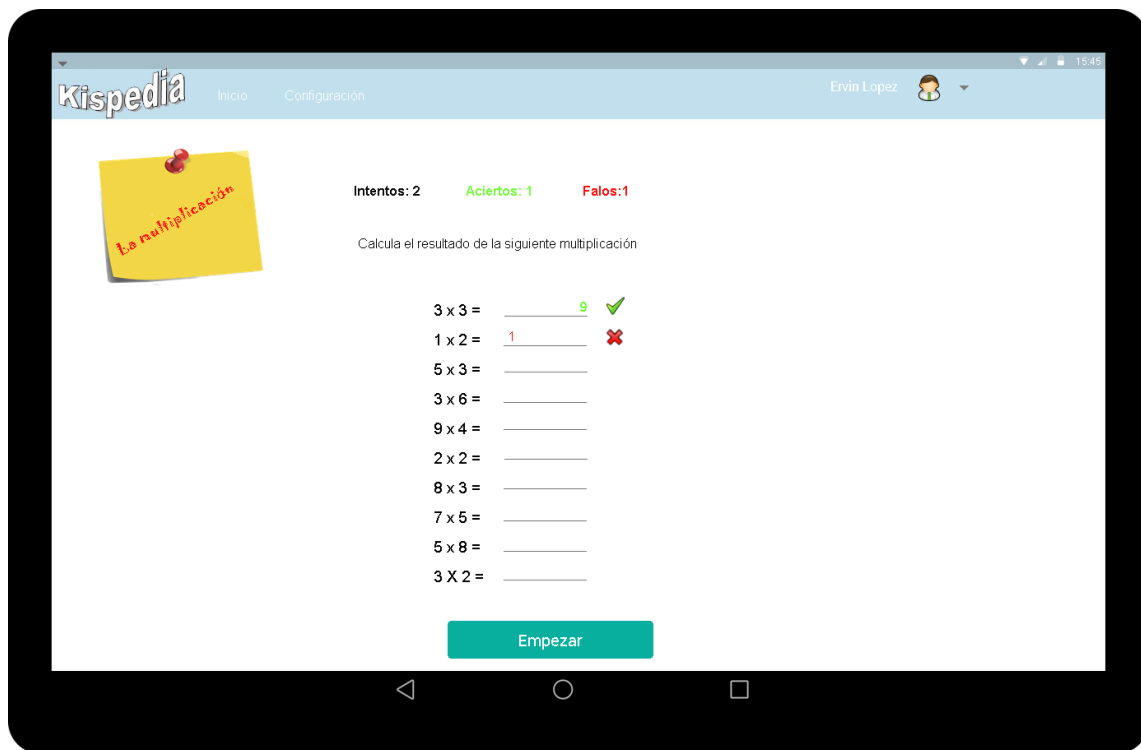 15:45
Kispedia Inicio Configuración Ervin Lopez
La multiplicación
Intentos: 2 Aciertos: 1 Falos:1
Calcula el resultado de la siguiente multiplicación
3 x 3 = 9
1 x 2 = 1
5 x 3 =
3 x 6 =
9 x 4 =
2 x 2 =
8 x 3 =
7 x 5 =
5 x 8 =
3 X 2 =
Empezar